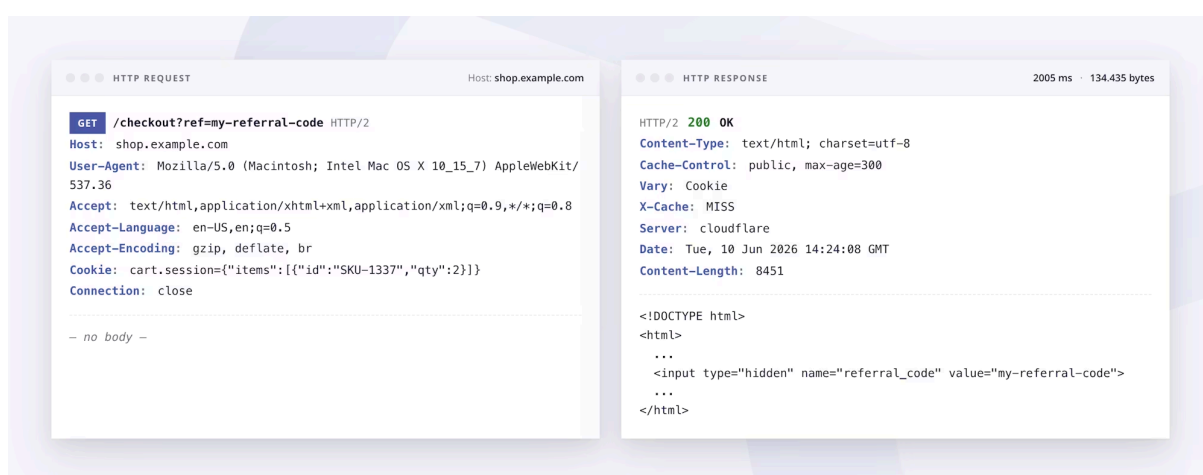 HTTP REQUEST
Host: shop.example.com
GET /checkout?ref=my-referral-code HTTP/2
Host: shop.example.com
User-Agent: Mozilla/5.0 (Macintosh; Intel Mac OS X 10_15_7) AppleWebKit/
537.36
Accept: text/html,application/xhtml+xml,application/xml;q=0.9,*/*;q=0.8
Accept-Language: en-US,en;q=0.5
Accept-Encoding: gzip, deflate, br
Cookie: cart.session={"items":[{"id":"SKU-1337","qty":2}]}
Connection: close
— no body —
HTTP RESPONSE
2005 ms · 134.435 bytes
HTTP/2 200 OK
Content-Type: text/html; charset=utf-8
Cache-Control: public, max-age=300
Vary: Cookie
X-Cache: MISS
Server: cloudflare
Date: Tue, 10 Jun 2026 14:24:08 GMT
Content-Length: 8451
<!DOCTYPE html>
<html>
...
<input type="hidden" name="referral_code" value="my-referral-code">
...
</html>